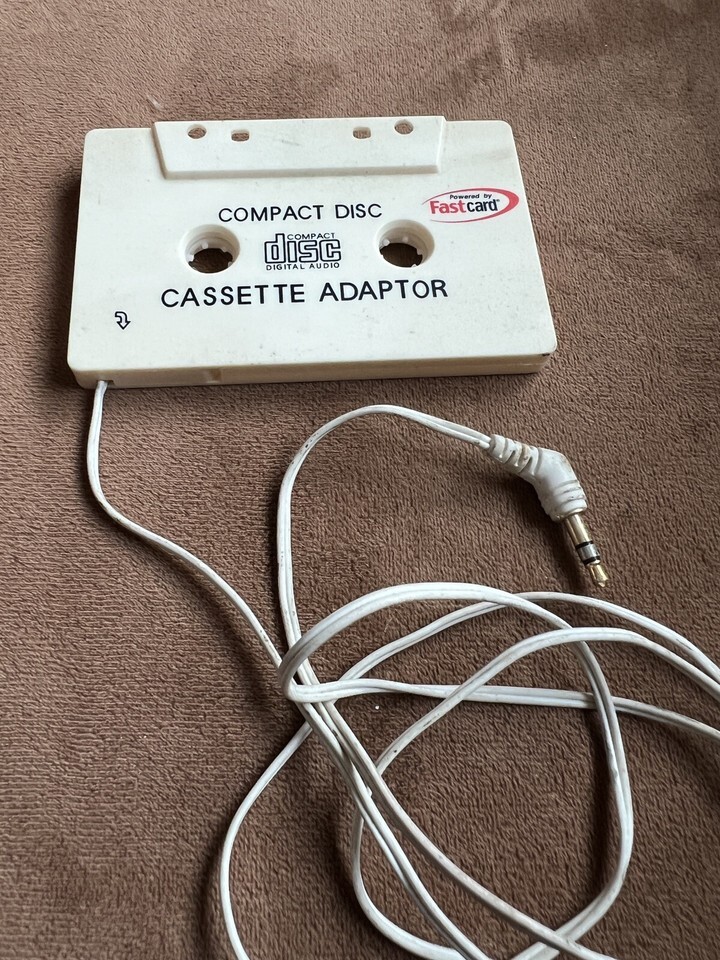 Powered by
Fastcard®
COMPACT DISC
COMPACT
disc
DIGITAL AUDIO
CASSETTE ADAPTOR